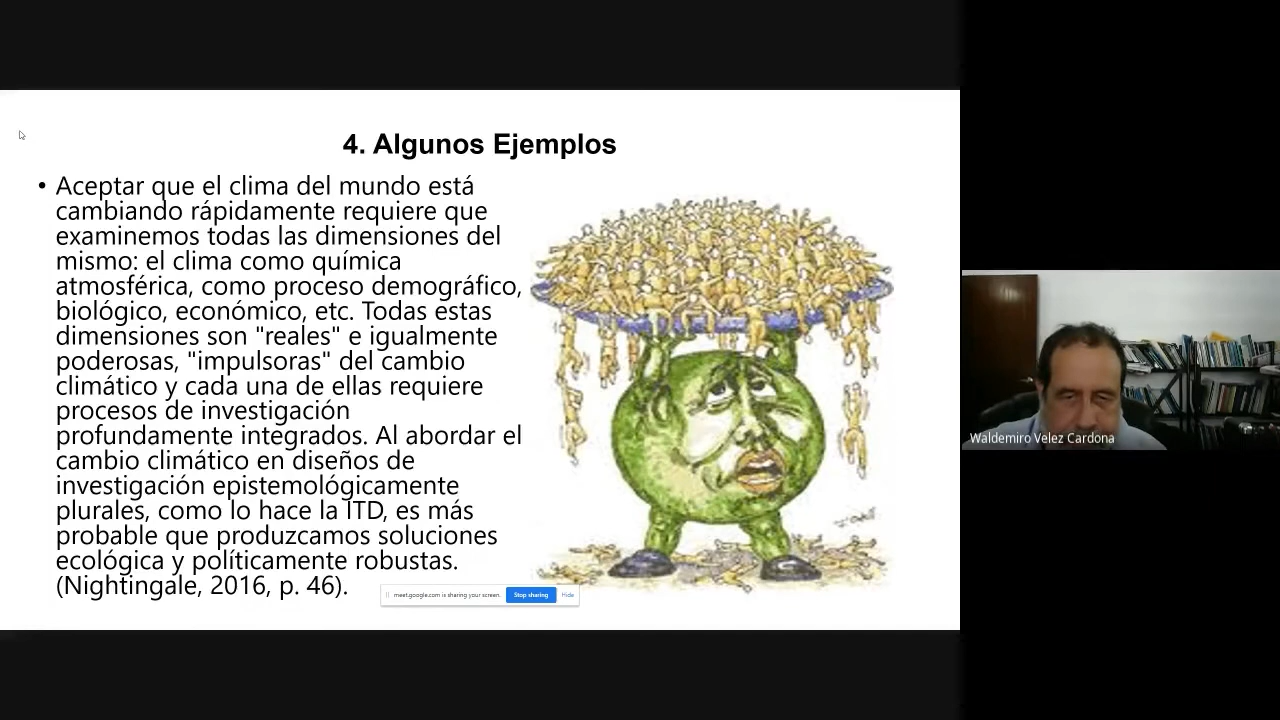 4. Algunos Ejemplos
• Aceptar que el clima del mundo está
cambiando rápidamente requiere que
examinemos todas las dimensiones del
mismo: el clima como química
atmosférica, como proceso demográfico,
biológico, económico, etc. Todas estas
dimensiones son "reales" e igualmente
poderosas, "impulsoras" del cambio
climático y cada una de ellas requiere
procesos de investigación
profundamente integrados. Al abordar el
cambio climático en diseños de
investigación epistemológicamente
plurales, como lo hace la ITD, es más
probable que produzcamos soluciones
ecológica y políticamente robustas.
(Nightingale, 2016, p. 46).
meet.google.com is sharing your screen. Stop sharing Hide
Waldemiro Velez Cardona